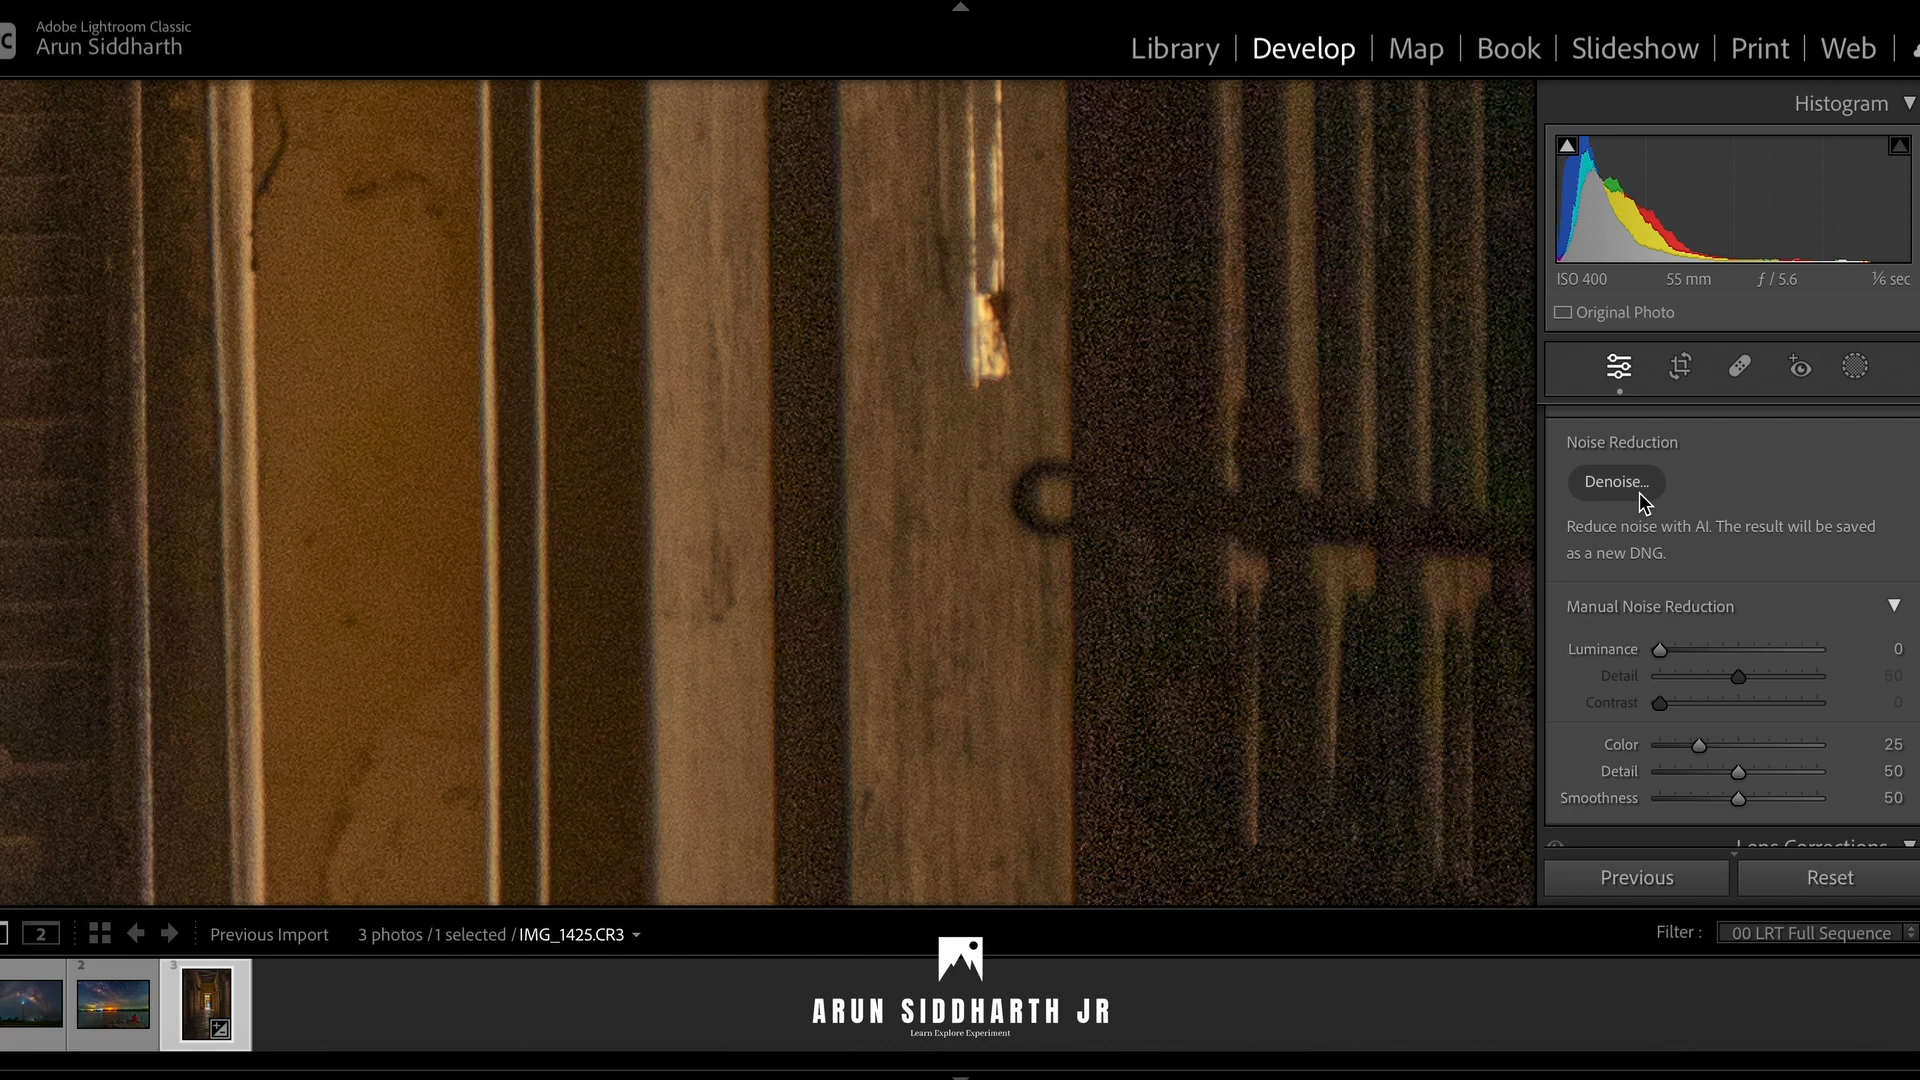 C
Adobe Lightroom Classic
Arun Siddharth
Library | Develop | Map | Book | Slideshow | Print | Web |
Histogram
ISO 400 55 mm ƒ / 5.6 ⅙ sec
Original Photo
Noise Reduction
Denoise...
Reduce noise with AI. The result will be saved
as a new DNG.
Manual Noise Reduction
Luminance 0
Detail 50
Contrast 0
Color 25
Detail 50
Smoothness 50
Lens Corrections
Previous Reset
2 Previous Import 3 photos / 1 selected / IMG_1425.CR3 Filter : 00 LRT Full Sequence
2 3
ARUN SIDDHARTH JR
Learn Explore Experiment